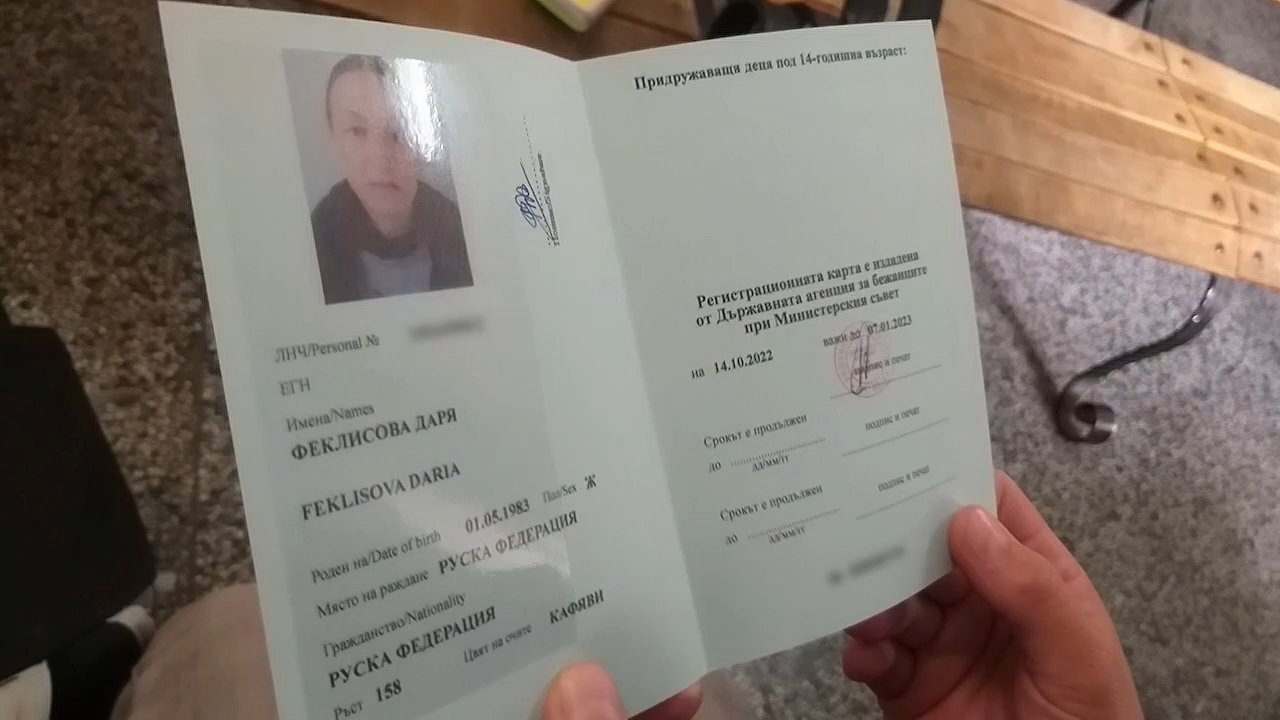 ЛНЧ/Personal №
ЕГН
Имена/Names
ФЕКЛИСОВА ДАРЯ
FEKLISOVA DARIA
Роден на/Date of birth 01.05.1983 Пол/Sex Ж
Място на раждане РУСКА ФЕДЕРАЦИЯ
Гражданство/Nationality
РУСКА ФЕДЕРАЦИЯ
Цвят на очите КАФЯВИ
Ръст 158
Придружаващи деца под 14-годишна възраст:
Регистрационната карта е издадена
от Държавната агенция за бежанците
при Министерския съвет
на 14.10.2022 важи до 07.01.2023
подпис и печат
Срокът е продължен
до
дд/мм/гг
подпис и печат
Срокът е продължен
до
дд/мм/гг
подпис и печат